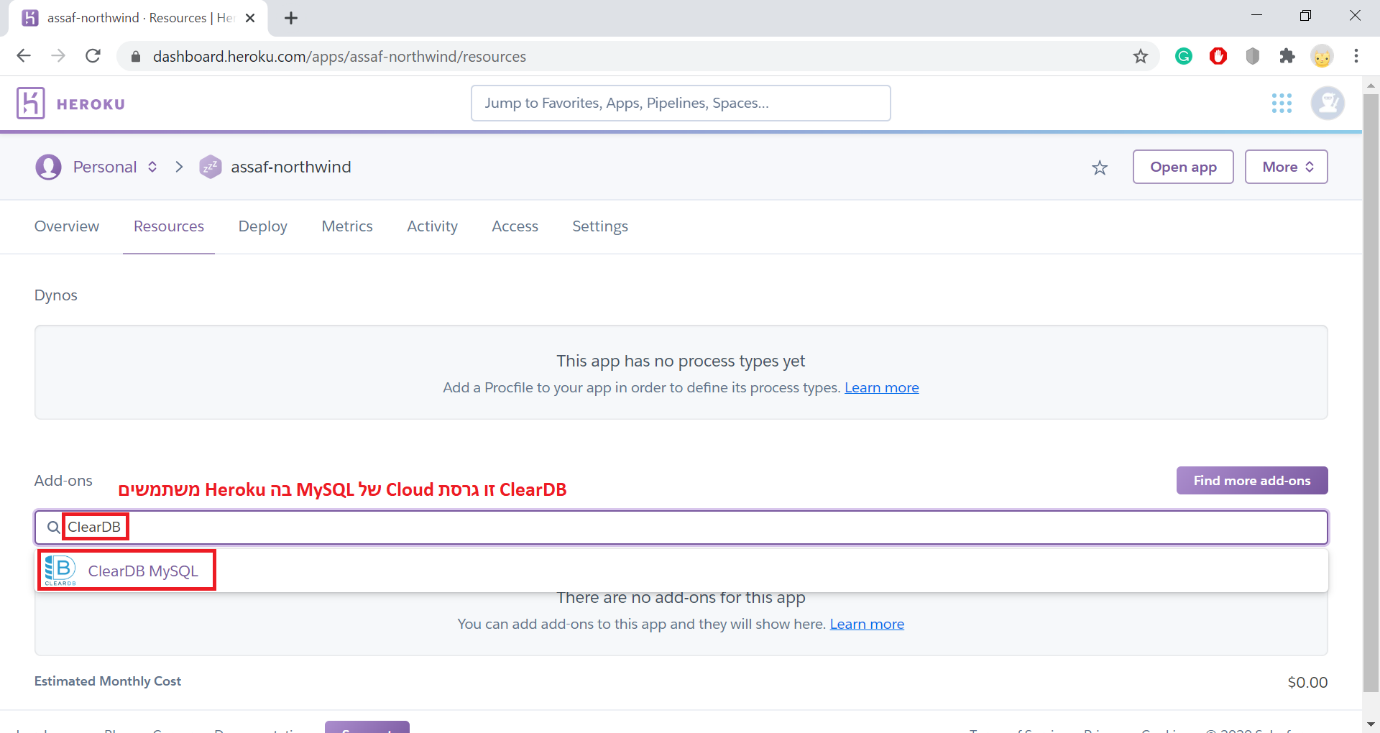 assaf-northwind · Resources | He
dashboard.heroku.com/apps/assaf-northwind/resources
HEROKU
Jump to Favorites, Apps, Pipelines, Spaces...
Personal
assaf-northwind
Open app
More
Overview
Resources
Deploy
Metrics
Activity
Access
Settings
Dynos
This app has no process types yet
Add a Procfile to your app in order to define its process types. Learn more
Add-ons
ClearDB זו גרסת Cloud של MySQL בה Heroku משתמשים
Find more add-ons
ClearDB
CLEARDB
ClearDB MySQL
There are no add-ons for this app
You can add add-ons to this app and they will show here. Learn more
Estimated Monthly Cost
$0.00